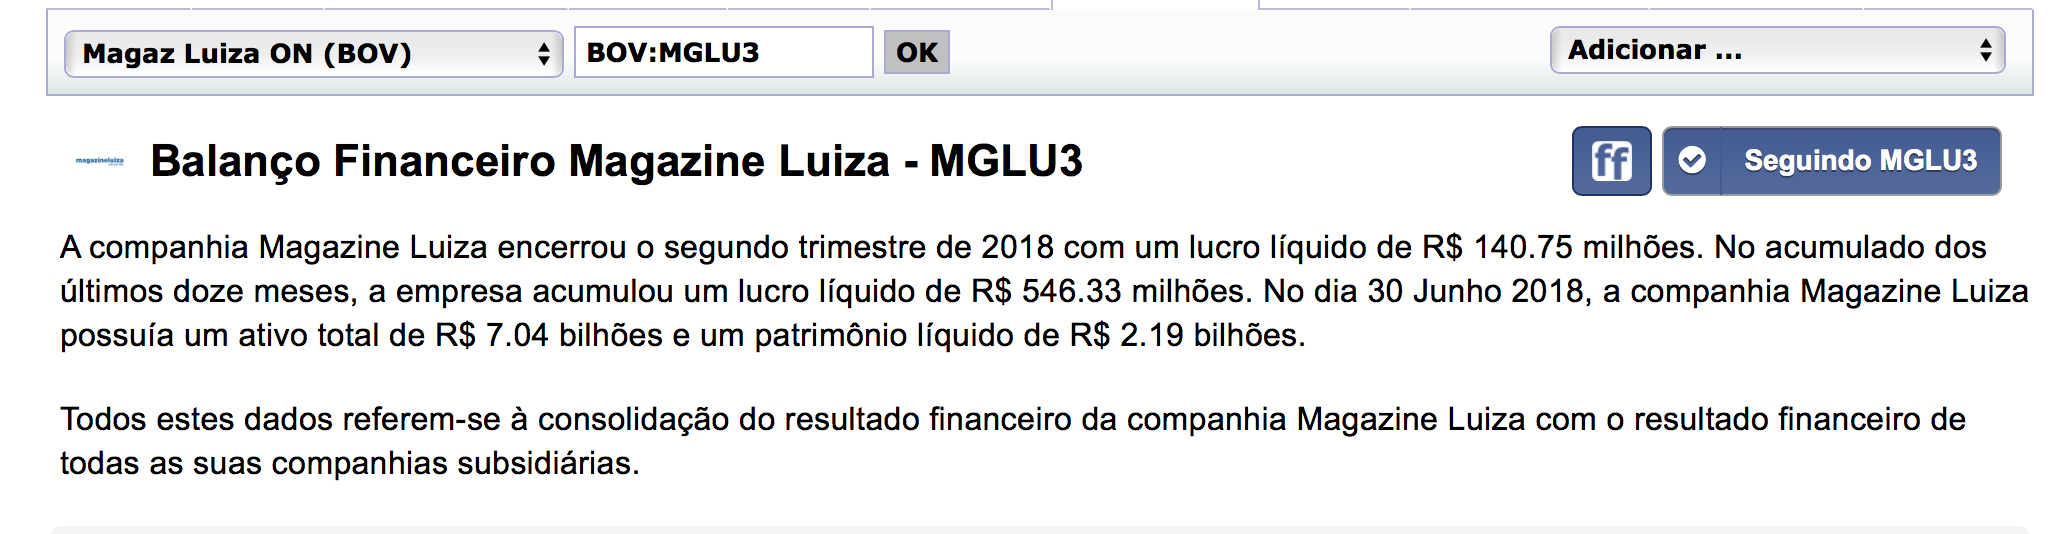 Magaz Luiza ON (BOV) BOV:MGLU3 OK Adicionar ...
magazineluiza Balanço Financeiro Magazine Luiza - MGLU3 Seguindo MGLU3
A companhia Magazine Luiza encerrou o segundo trimestre de 2018 com um lucro líquido de R$ 140.75 milhões. No acumulado dos
últimos doze meses, a empresa acumulou um lucro líquido de R$ 546.33 milhões. No dia 30 Junho 2018, a companhia Magazine Luiza
possuía um ativo total de R$ 7.04 bilhões e um patrimônio líquido de R$ 2.19 bilhões.
Todos estes dados referem-se à consolidação do resultado financeiro da companhia Magazine Luiza com o resultado financeiro de
todas as suas companhias subsidiárias.